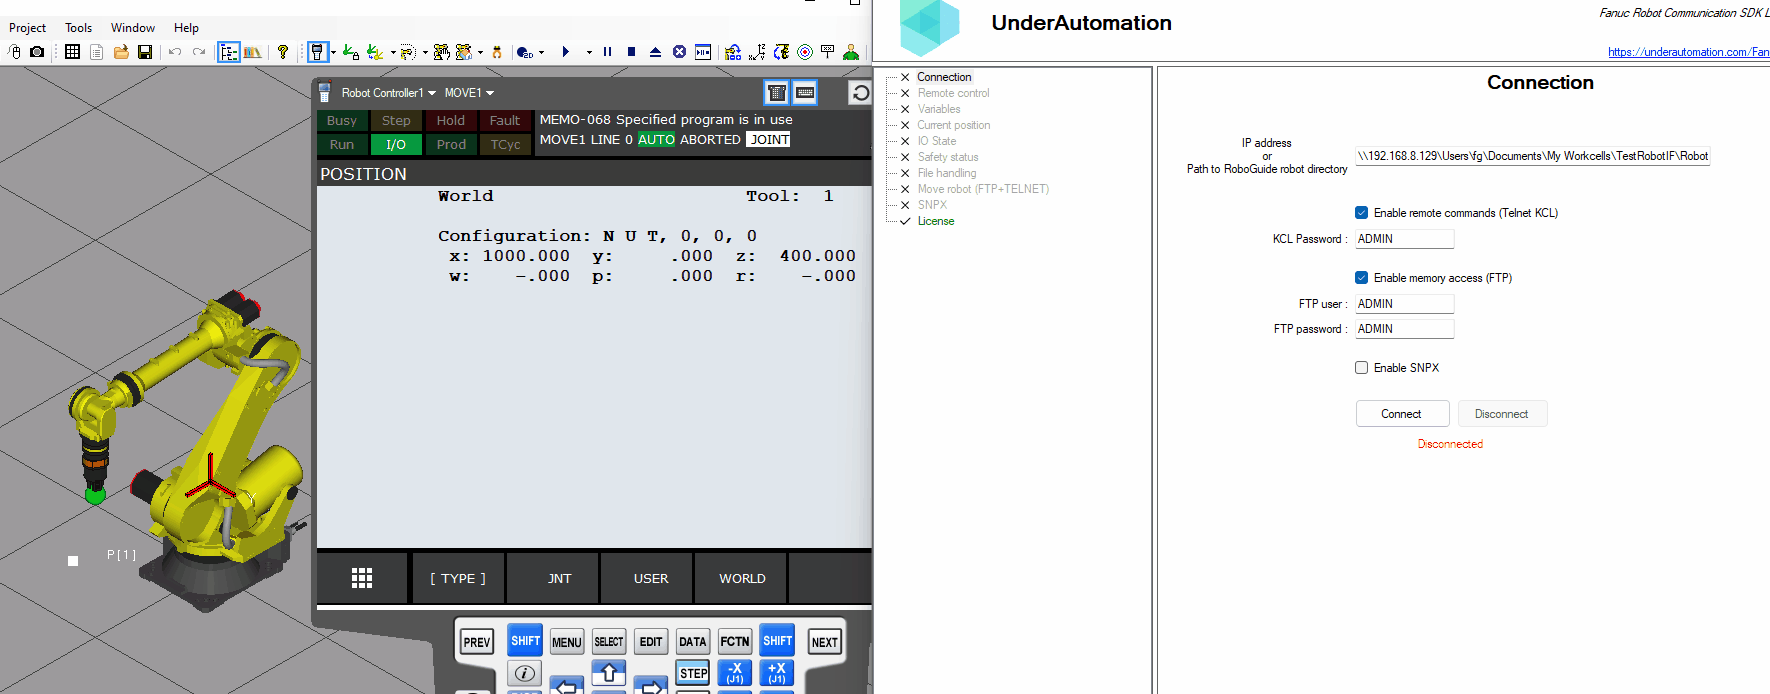 Project Tools Window Help
Robot Controller1 MOVE1
Busy Step Hold Fault
Run I/O Prod TCyc
MEMO-068 Specified program is in use
MOVE1 LINE 0 AUTO ABORTED JOINT
POSITION
World Tool: 1
Configuration: N U T, 0, 0, 0
x: 1000.000 y: .000 z: 400.000
w: -.000 p: .000 r: -.000
P[1]
[ TYPE ] JNT USER WORLD
PREV SHIFT MENU SELECT EDIT DATA FCTN SHIFT NEXT
i STEP -X (J1) +X (J1)
UnderAutomation
Fanuc Robot Communication SDK
https://underautomation.com/Fan
Connection
Remote control
Variables
Current position
IO State
Safety status
File handling
Move robot (FTP+TELNET)
SNPX
License
Connection
IP address
or
Path to RoboGuide robot directory
\\192.168.8.129\Users\fg\Documents\My Workcells\TestRobotIF\Robot
Enable remote commands (Telnet KCL)
KCL Password : ADMIN
Enable memory access (FTP)
FTP user : ADMIN
FTP password : ADMIN
Enable SNPX
Connect Disconnect
Disconnected